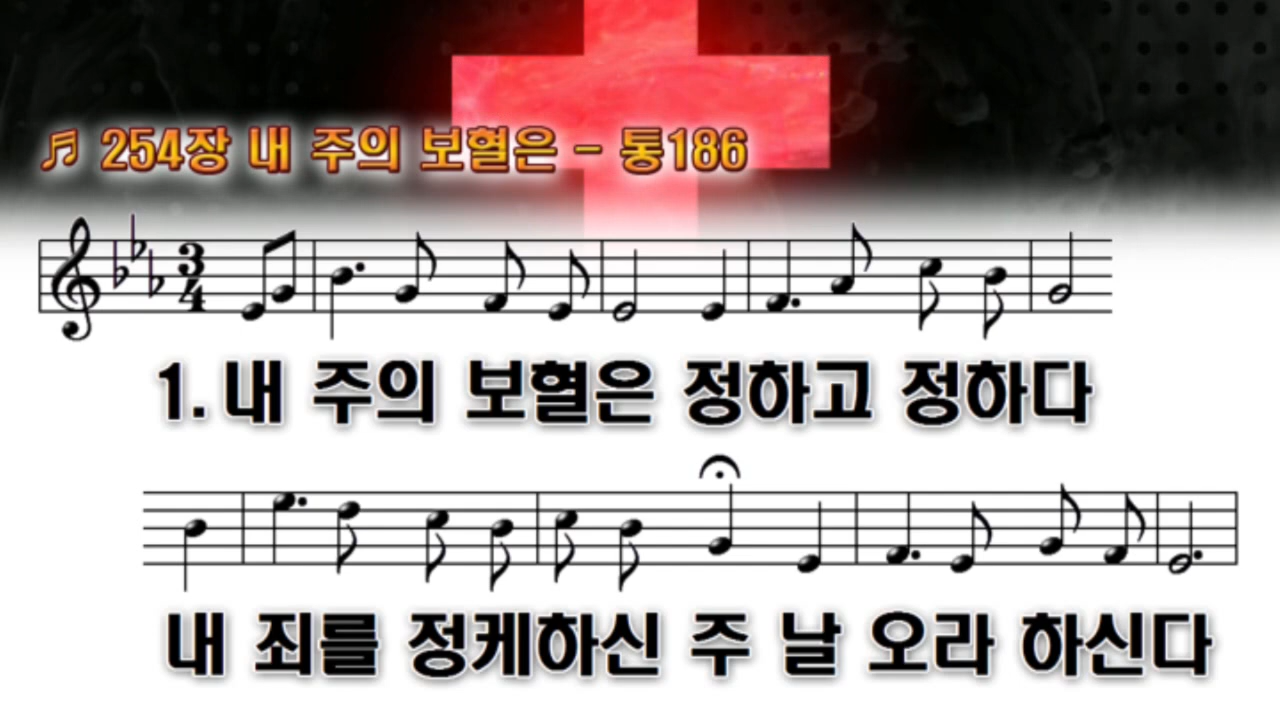 ♬ 254장 내 주의 보혈은 - 통186
3
4
1. 내 주의 보혈은 정하고 정하다
내 죄를 정케하신 주 날 오라 하신다